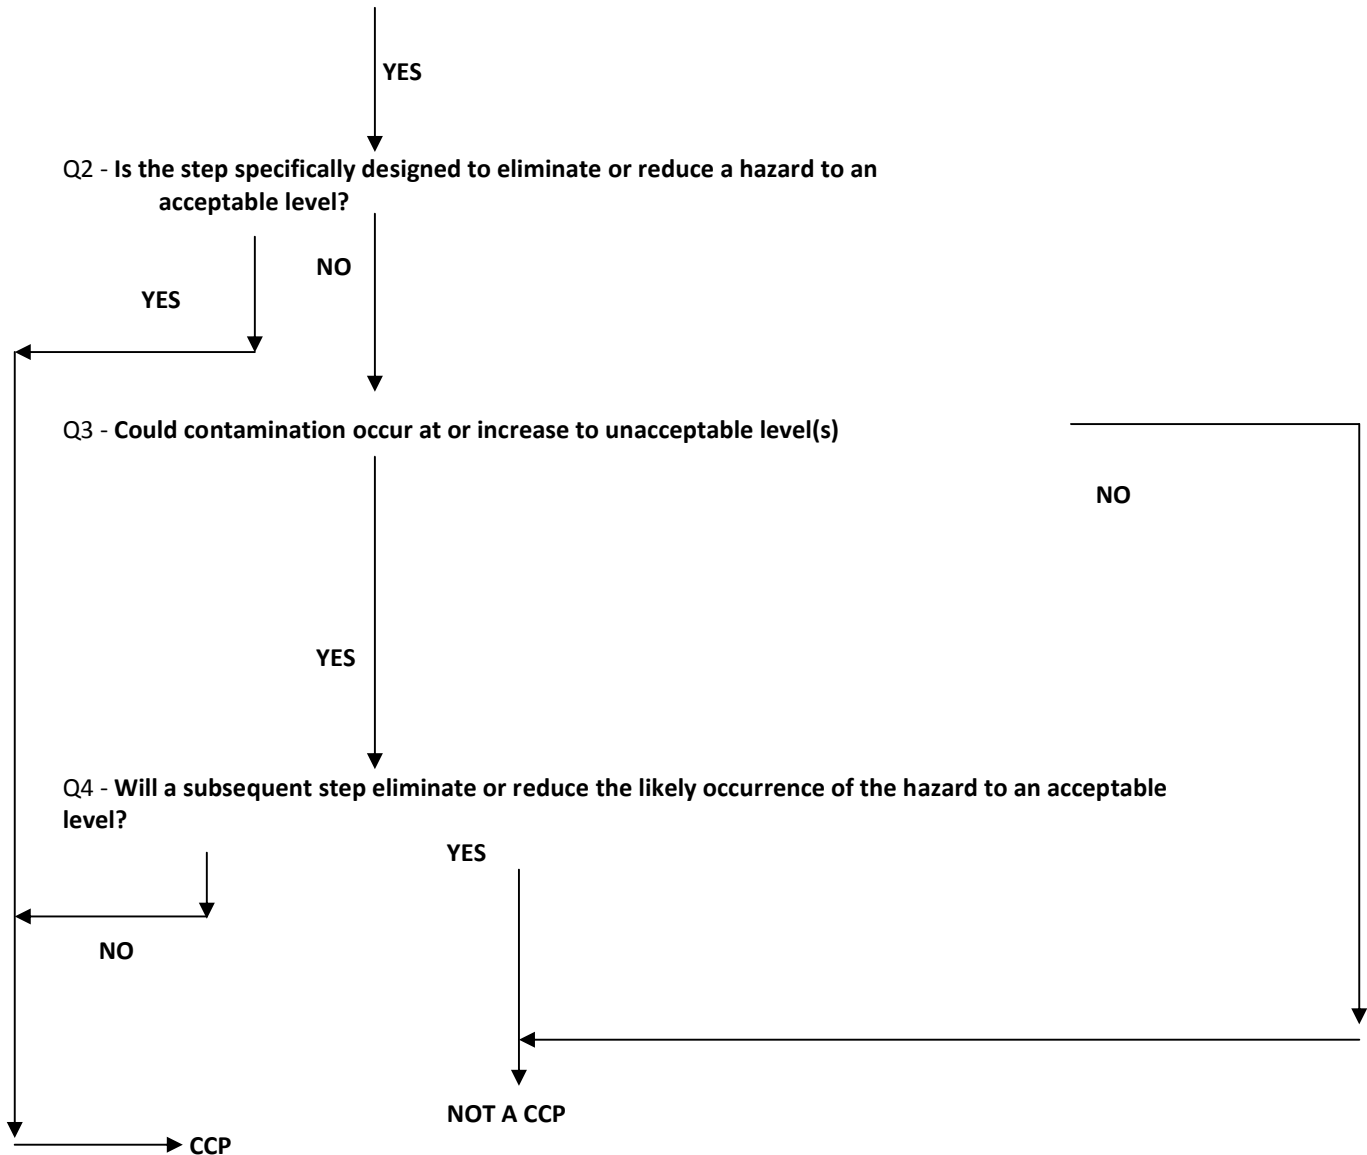 YES
Q2 - Is the step specifically designed to eliminate or reduce a hazard to an
acceptable level?
NO
YES
Q3 - Could contamination occur at or increase to unacceptable level(s)
NO
YES
Q4 - Will a subsequent step eliminate or reduce the likely occurrence of the hazard to an acceptable
level?
YES
NO
NOT A CCP
CCP